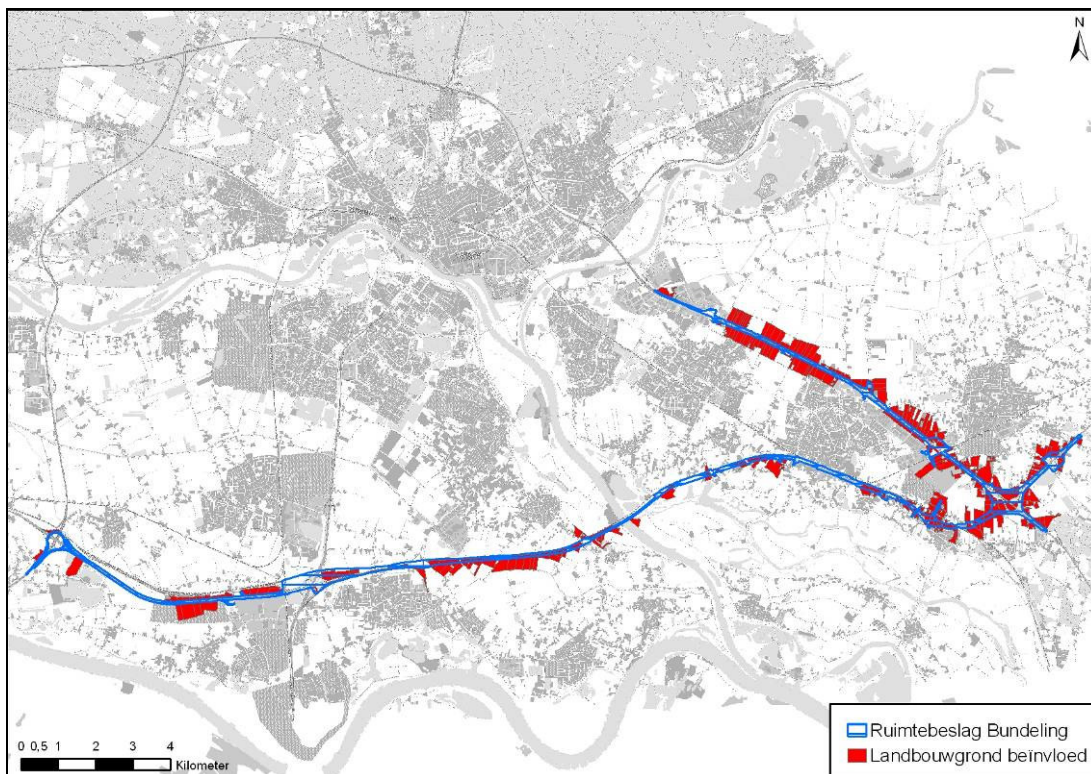 N
0 0,5 1 2 3 4
Kilometer
Ruimtebeslag Bundeling
Landbouwgrond beïnvloed